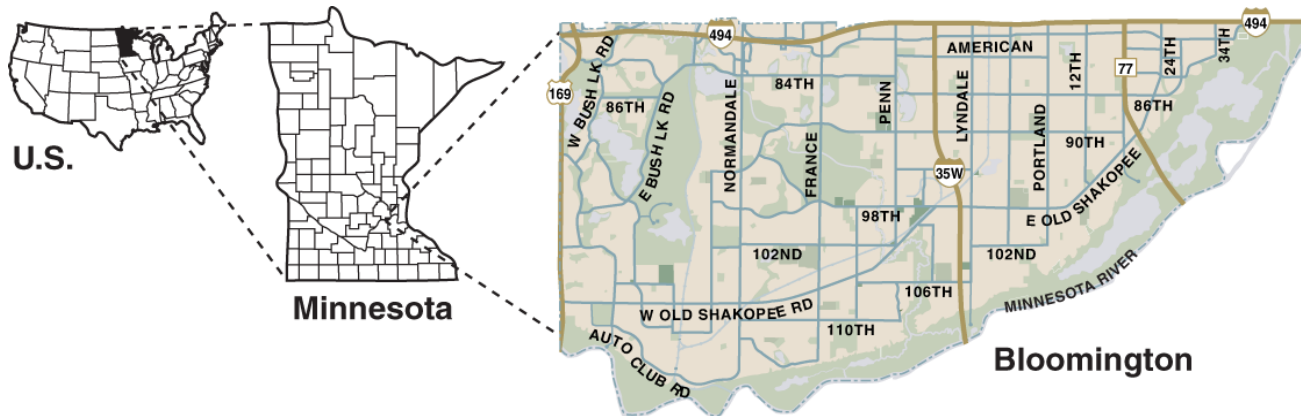 U.S.
Minnesota
Bloomington
494
494
169
77
35W
W BUSH LK RD
E BUSH LK RD
86TH
NORMANDALE
84TH
FRANCE
PENN
AMERICAN
LYNDALE
12TH
PORTLAND
24TH
34TH
86TH
90TH
98TH
E OLD SHAKOPEE
102ND
102ND
106TH
W OLD SHAKOPEE RD
110TH
AUTO CLUB RD
MINNESOTA RIVER